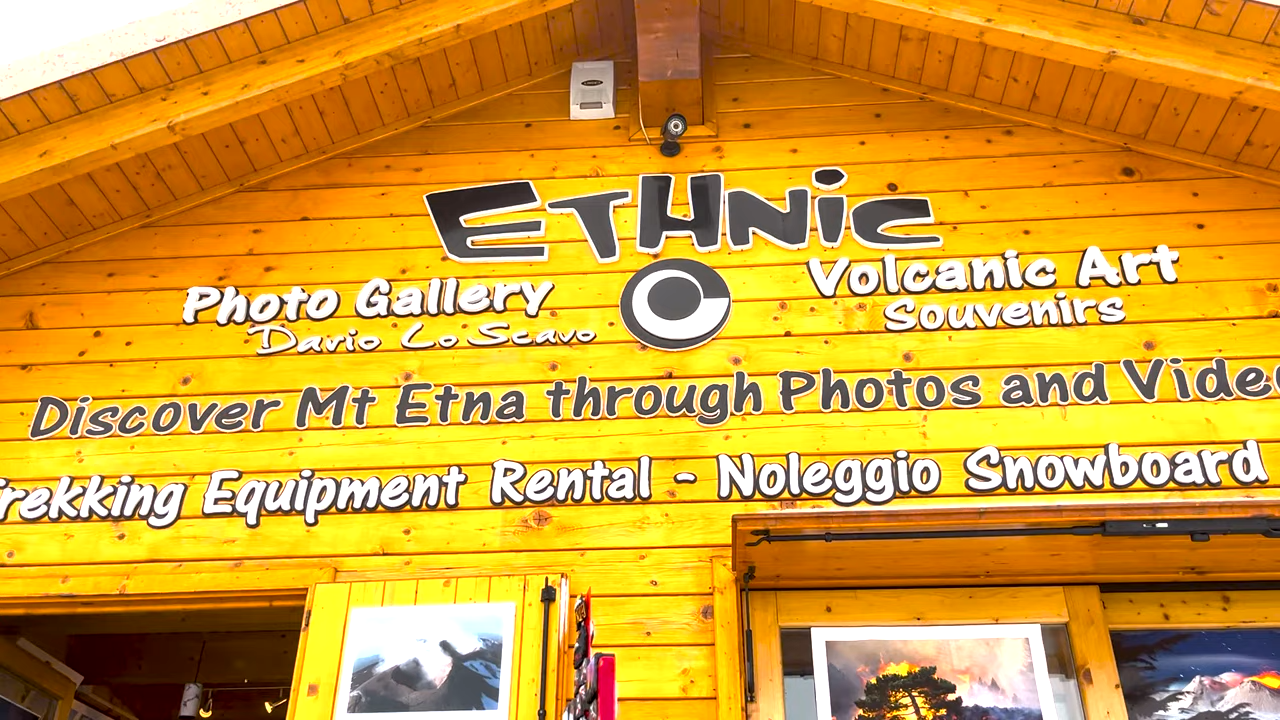 ETHNIC
Photo Gallery
Dario Lo Scavo
Volcanic Art
Souvenirs
Discover Mt Etna through Photos and Vide
Trekking Equipment Rental - Noleggio Snowboard